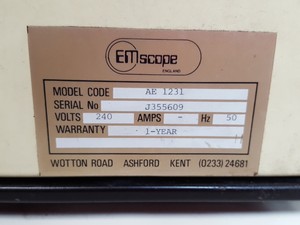 EMscope
ENGLAND
MODEL CODE AE 1231
SERIAL No J355609
VOLTS 240 AMPS - Hz 50
WARRANTY 1-YEAR
WOTTON ROAD ASHFORD KENT (0233) 24681